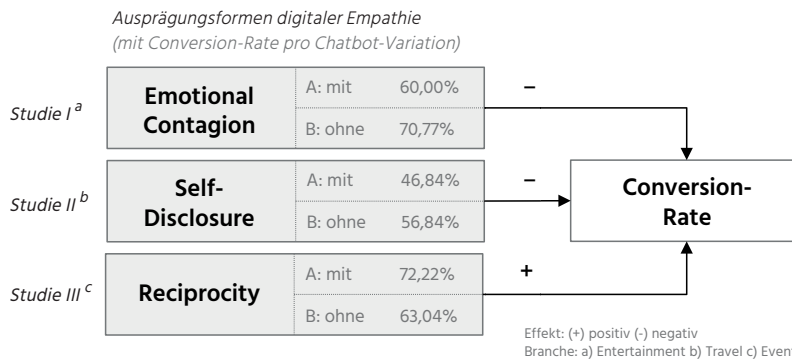 Ausprägungsformen digitaler Empathie
(mit Conversion-Rate pro Chatbot-Variation)
Studie I a
Emotional
Contagion
A: mit 60,00%
B: ohne 70,77%
–
Studie II b
Self-
Disclosure
A: mit 46,84%
B: ohne 56,84%
–
Conversion-
Rate
Studie III c
Reciprocity
A: mit 72,22%
B: ohne 63,04%
+
Effekt: (+) positiv (-) negativ
Branche: a) Entertainment b) Travel c) Event